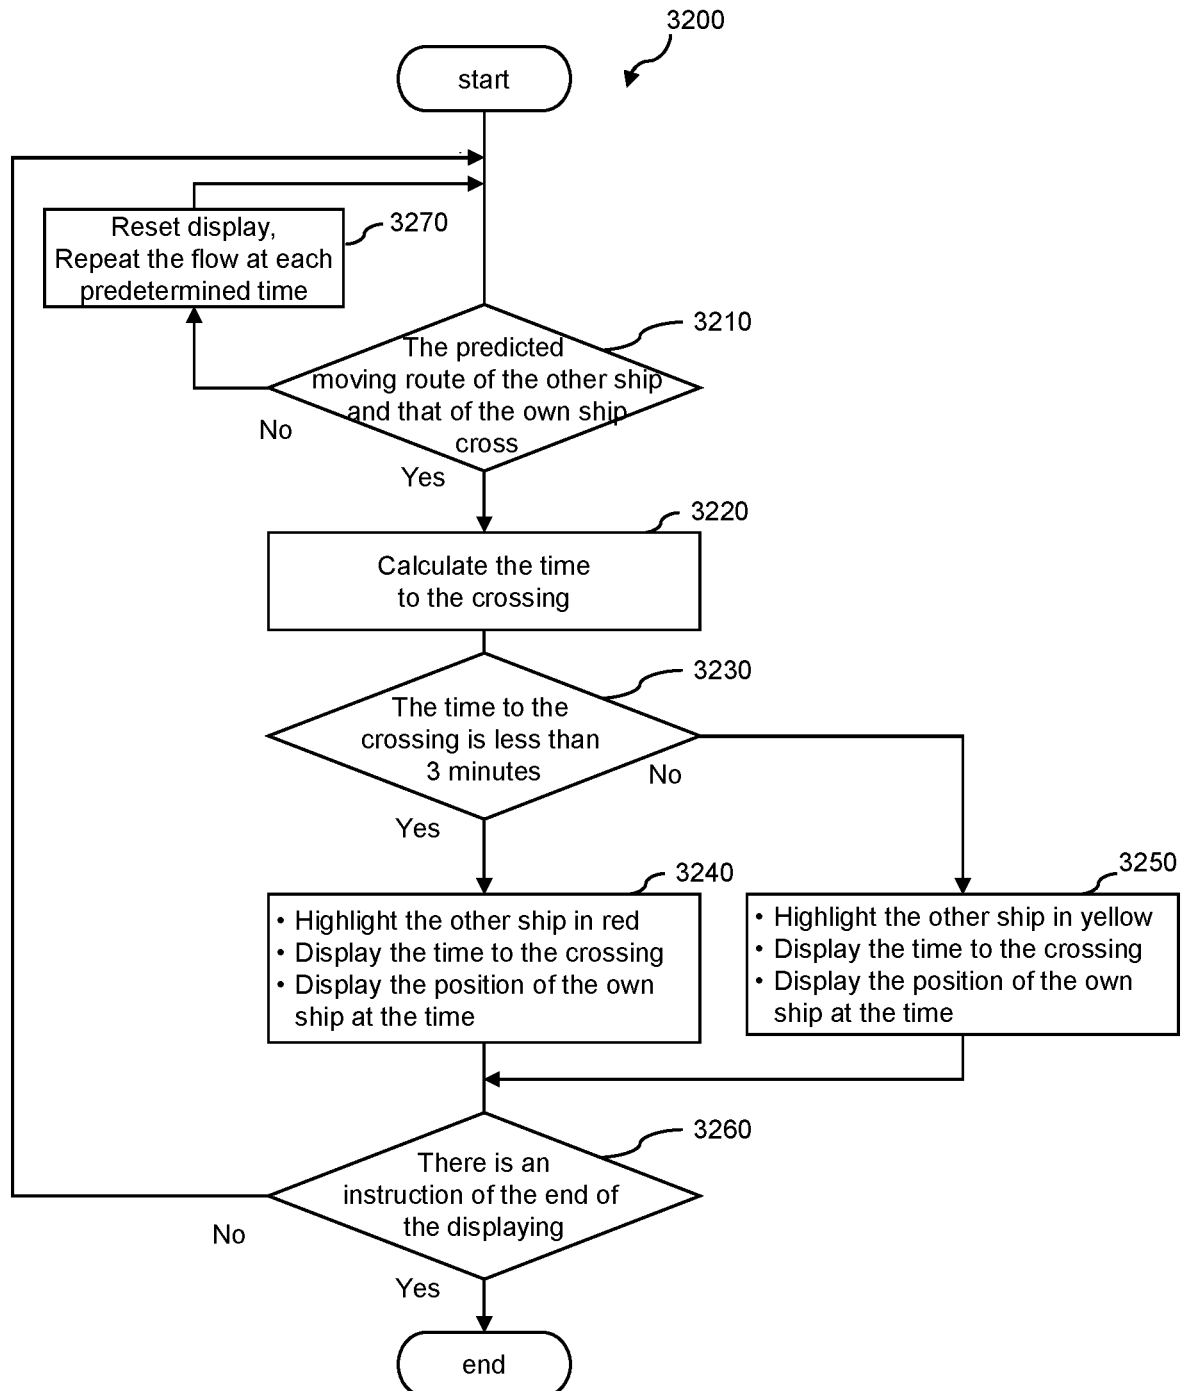 3200
start
Reset display,
Repeat the flow at each
predetermined time
3270
3210
The predicted
moving route of the other ship
and that of the own ship
cross
No
Yes
3220
Calculate the time
to the crossing
3230
The time to the
crossing is less than
3 minutes
No
Yes
3240
• Highlight the other ship in red
• Display the time to the crossing
• Display the position of the own
ship at the time
3250
• Highlight the other ship in yellow
• Display the time to the crossing
• Display the position of the own
ship at the time
3260
There is an
instruction of the end of
the displaying
No
Yes
end